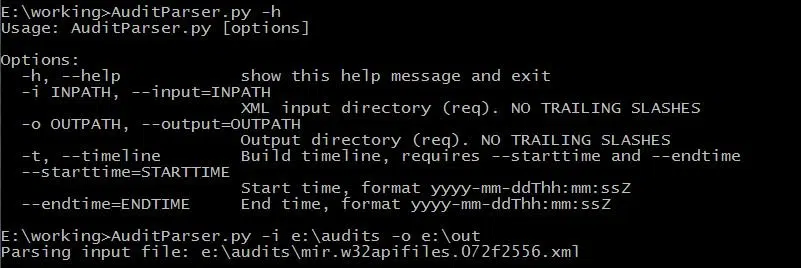 E:\working>AuditParser.py -h
Usage: AuditParser.py [options]
Options:
-h, --help show this help message and exit
-i INPATH, --input=INPATH
XML input directory (req). NO TRAILING SLASHES
-o OUTPATH, --output=OUTPATH
Output directory (req). NO TRAILING SLASHES
-t, --timeline Build timeline, requires --starttime and --endtime
--starttime=STARTTIME
Start time, format yyyy-mm-ddThh:mm:ssZ
--endtime=ENDTIME End time, format yyyy-mm-ddThh:mm:ssZ
E:\working>AuditParser.py -i e:\audits -o e:\out
Parsing input file: e:\audits\mir.w32apifiles.072f2556.xml